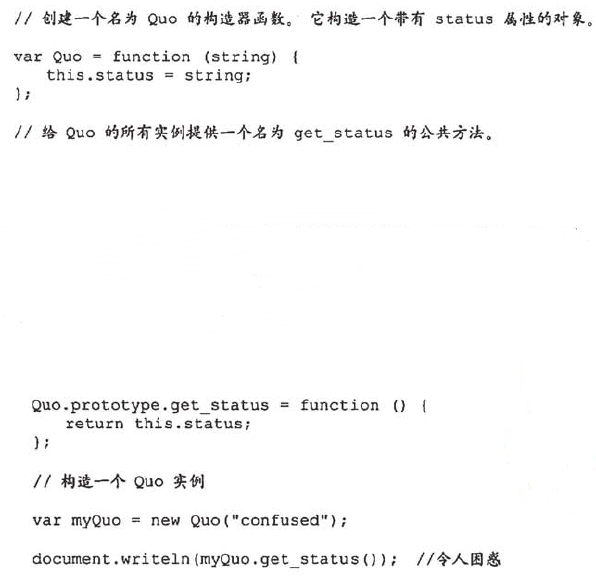 // 创建一个名为 Quo 的构造器函数。 它构造一个带有 status 属性的对象。
var Quo = function (string) {
this.status = string;
};
// 给 Quo 的所有实例提供一个名为 get_status 的公共方法。
Quo.prototype.get_status = function () {
return this.status;
};
// 构造一个 Quo 实例
var myQuo = new Quo("confused");
document.writeln(myQuo.get_status()); //令人困惑